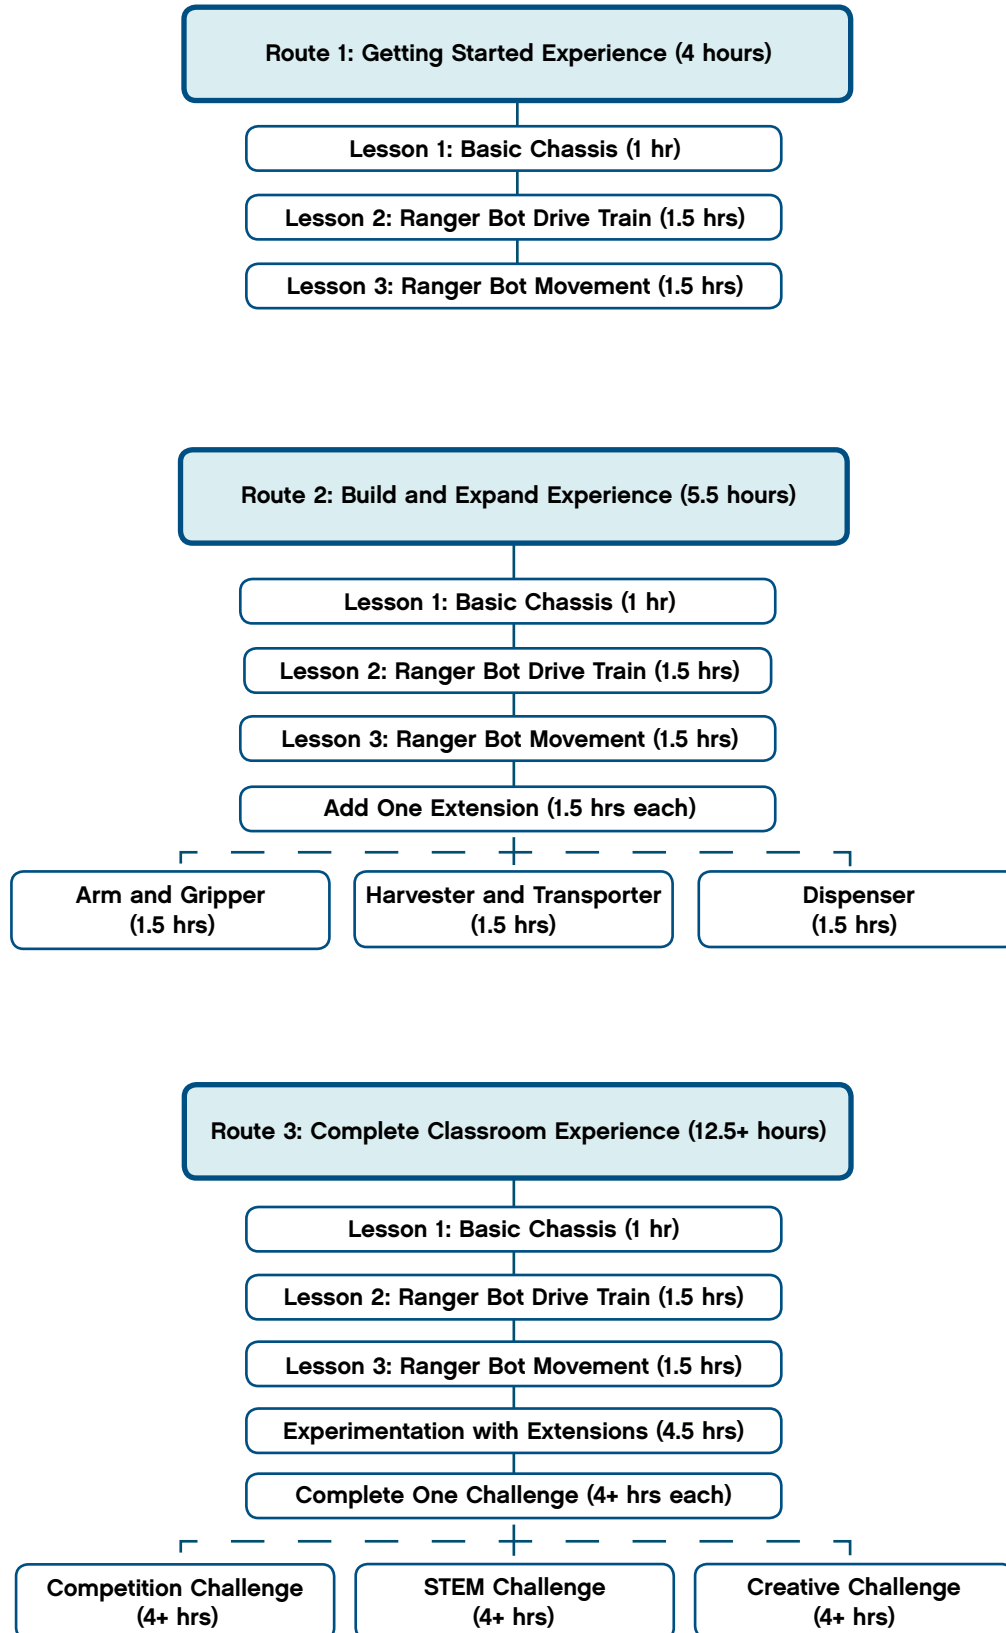 Route 1: Getting Started Experience (4 hours)
Lesson 1: Basic Chassis (1 hr)
Lesson 2: Ranger Bot Drive Train (1.5 hrs)
Lesson 3: Ranger Bot Movement (1.5 hrs)
Route 2: Build and Expand Experience (5.5 hours)
Lesson 1: Basic Chassis (1 hr)
Lesson 2: Ranger Bot Drive Train (1.5 hrs)
Lesson 3: Ranger Bot Movement (1.5 hrs)
Add One Extension (1.5 hrs each)
Arm and Gripper
(1.5 hrs)
Harvester and Transporter
(1.5 hrs)
Dispenser
(1.5 hrs)
Route 3: Complete Classroom Experience (12.5+ hours)
Lesson 1: Basic Chassis (1 hr)
Lesson 2: Ranger Bot Drive Train (1.5 hrs)
Lesson 3: Ranger Bot Movement (1.5 hrs)
Experimentation with Extensions (4.5 hrs)
Complete One Challenge (4+ hrs each)
Competition Challenge
(4+ hrs)
STEM Challenge
(4+ hrs)
Creative Challenge
(4+ hrs)